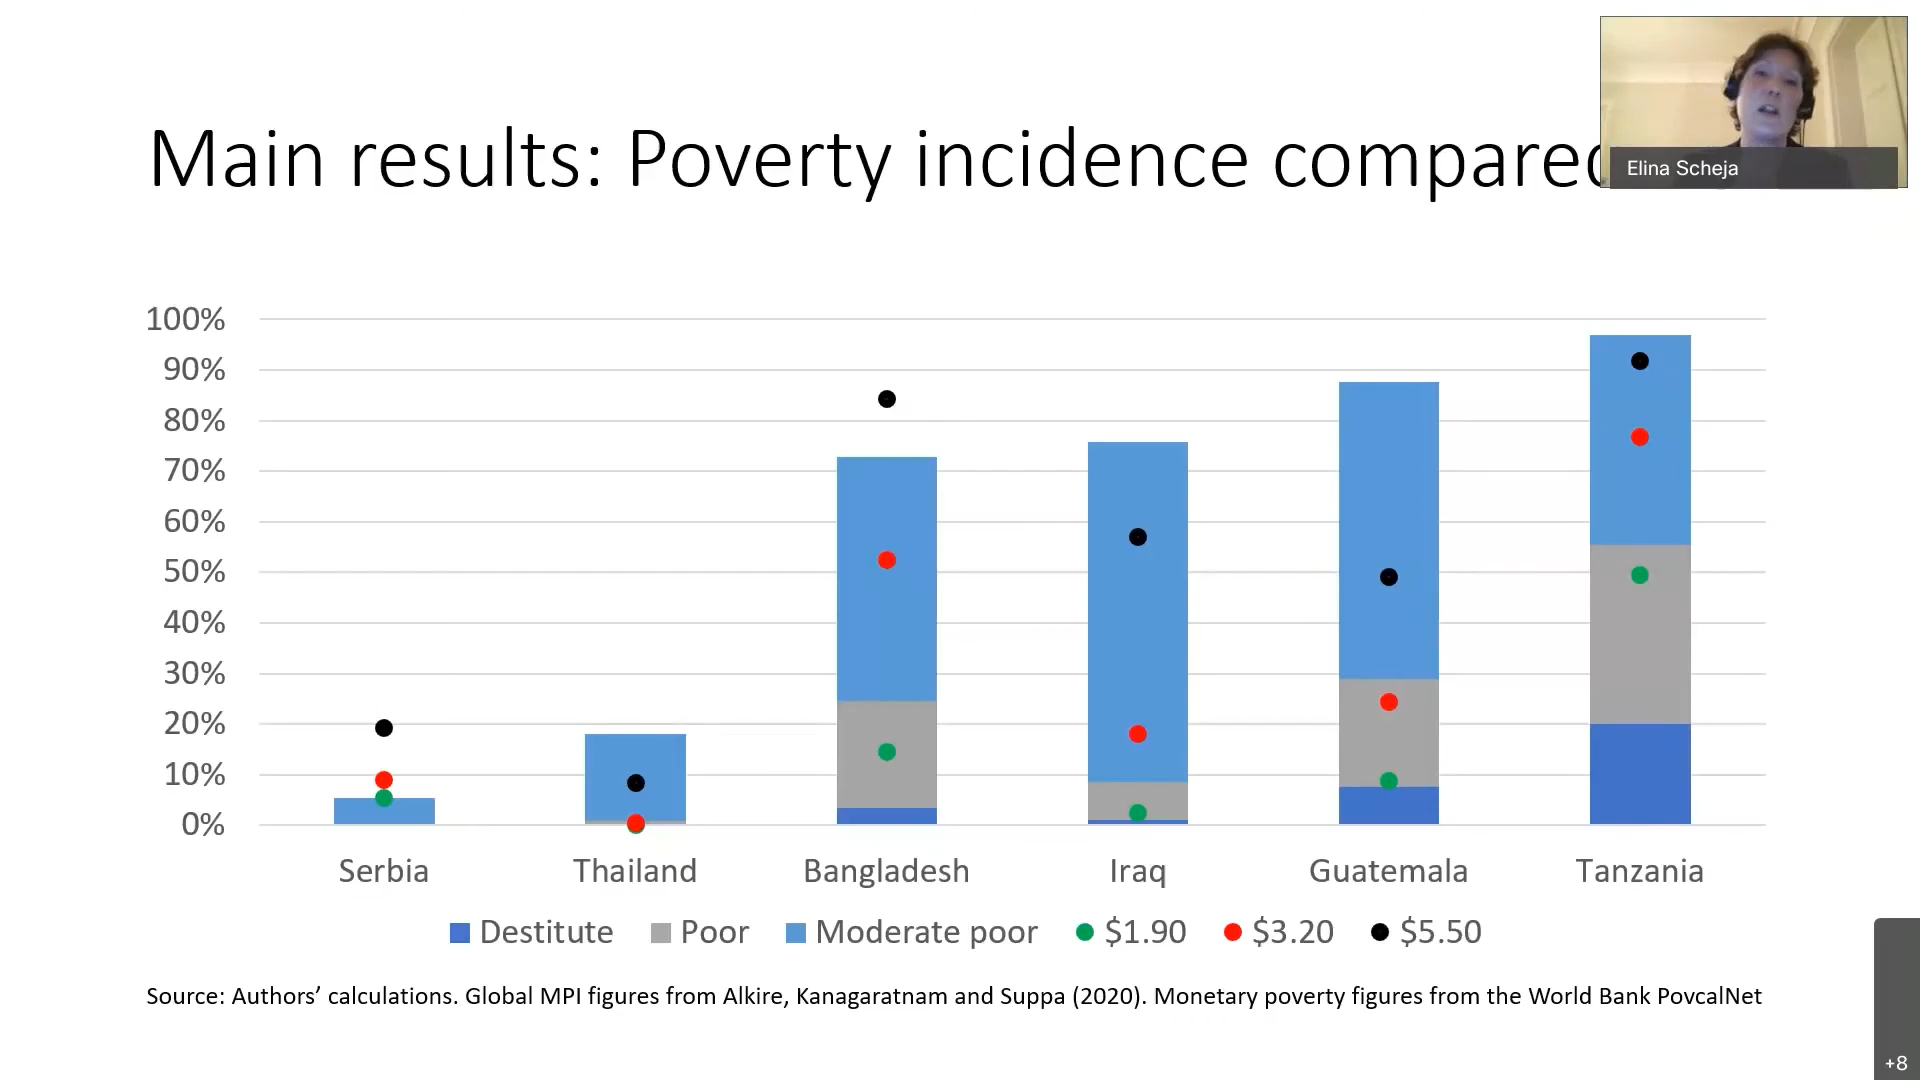 Main results: Poverty incidence compared
Elina Scheja
100%
90%
80%
70%
60%
50%
40%
30%
20%
10%
0%
Serbia Thailand Bangladesh Iraq Guatemala Tanzania
Destitute Poor Moderate poor $1.90 $3.20 $5.50
Source: Authors’ calculations. Global MPI figures from Alkire, Kanagaratnam and Suppa (2020). Monetary poverty figures from the World Bank PovcalNet
+8